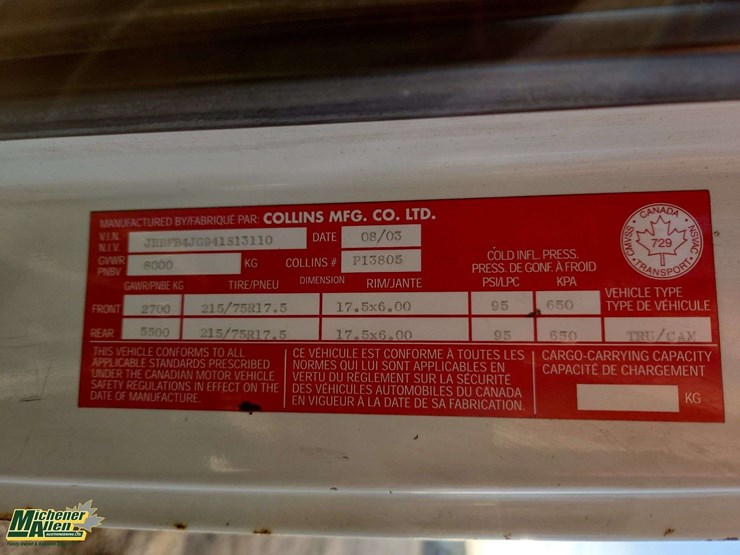 MANUFACTURED BY/FABRIQUÉ PAR: COLLINS MFG. CO. LTD.
V.I.N. N.I.V. JHBFB4JG941S13110 DATE 08/03
GVWR PNBV 8000 KG COLLINS # P13805
COLD INFL. PRESS.
PRESS. DE GONF. À FROID
GAWR/PNBE KG TIRE/PNEU DIMENSION RIM/JANTE PSI/LPC KPA
VEHICLE TYPE
TYPE DE VÉHICULE
FRONT 2700 215/75R17.5 17.5x6.00 95 650
REAR 5500 215/75R17.5 17.5x6.00 95 650 TRU/CAM
THIS VEHICLE CONFORMS TO ALL
APPLICABLE STANDARDS PRESCRIBED
UNDER THE CANADIAN MOTOR VEHICLE
SAFETY REGULATIONS IN EFFECT ON THE
DATE OF MANUFACTURE.
CE VÉHICULE EST CONFORME À TOUTES LES
NORMES QUI LUI SONT APPLICABLES EN
VERTU DU RÈGLEMENT SUR LA SÉCURITÉ
DES VÉHICULES AUTOMOBILES DU CANADA
EN VIGUEUR À LA DATE DE SA FABRICATION.
CARGO-CARRYING CAPACITY
CAPACITÉ DE CHARGEMENT
KG
CANADA
CMVSS 729 NSVAC
TRANSPORT
Michener
Allen
AUCTIONEERING LTD.